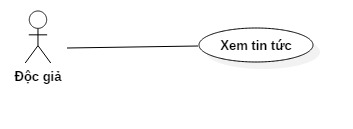 Xem tin tức
Độc giả